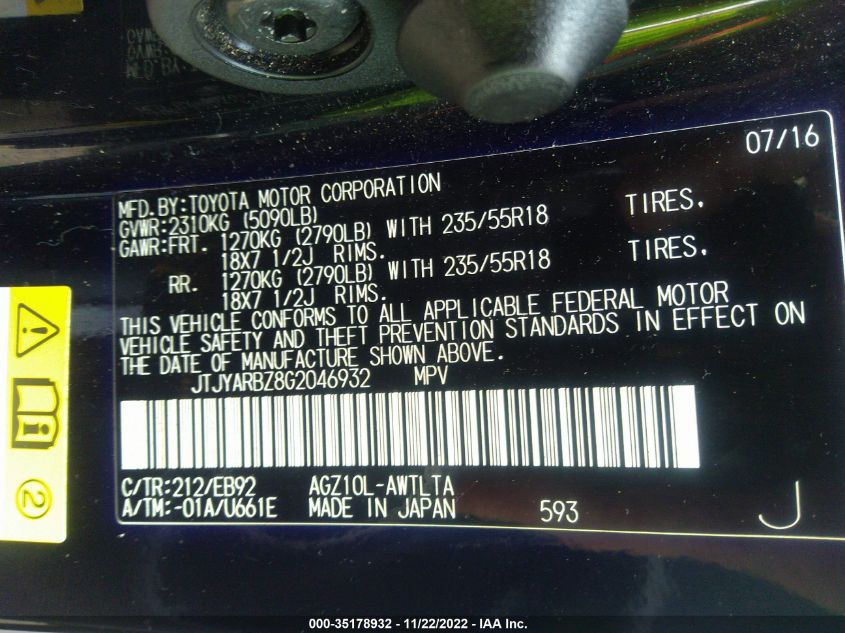 07/16
MFD.BY:TOYOTA MOTOR CORPORATION
GVWR:2310KG (5090LB)
GAWR:FRT. 1270KG (2790LB) WITH 235/55R18 TIRES,
18X7 1/2J RIMS.
RR. 1270KG (2790LB) WITH 235/55R18 TIRES,
18X7 1/2J RIMS.
THIS VEHICLE CONFORMS TO ALL APPLICABLE FEDERAL MOTOR
VEHICLE SAFETY AND THEFT PREVENTION STANDARDS IN EFFECT ON
THE DATE OF MANUFACTURE SHOWN ABOVE.
JTJYARBZ8G2046932 MPV
C/TR:212/EB92 AGZ10L-AWTLTA
A/TM:-01A/U661E MADE IN JAPAN 593 J
2
000-35178932 - 11/22/2022 - IAA Inc.